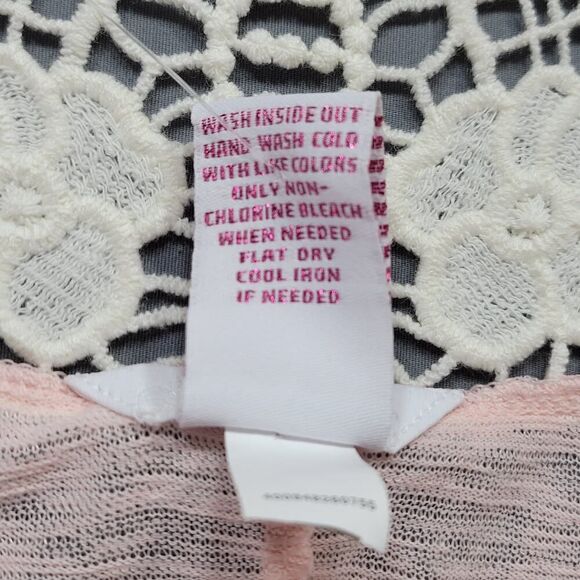 WASH INSIDE OUT
HAND WASH COLD
WITH LIKE COLORS
ONLY NON-
CHLORINE BLEACH
WHEN NEEDED
FLAT DRY
COOL IRON
IF NEEDED